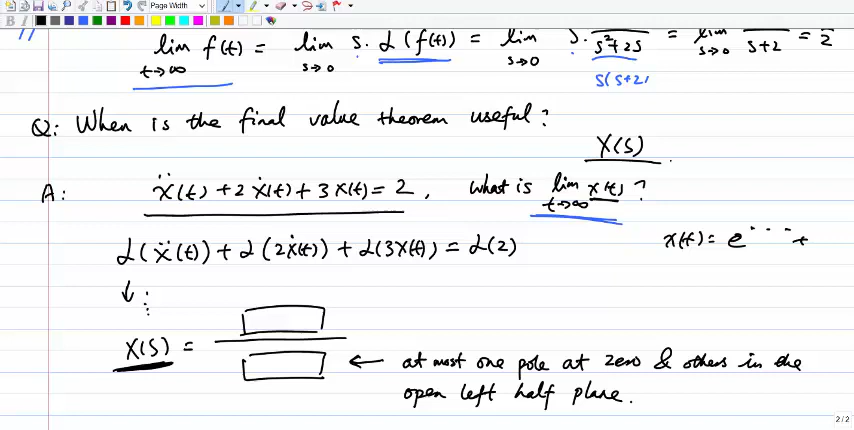 Page Width
lim f(t) = lim s. L(f(t)) = lim s. s²+2s = lim s+2 = 2
t→∞ s→0 s→0 s→0
s(s+2)
Q: When is the final value theorem useful?
X(s)
A: ẍ(t) + 2ẋ(t) + 3x(t) = 2, what is lim x(t)?
t→∞
L(ẍ(t)) + L(2ẋ(t)) + L(3x(t)) = L(2) x(t) = e^... +
↓ ⋮
X(s) = ← at most one pole at zero & others in the
open left half plane.
2 / 2